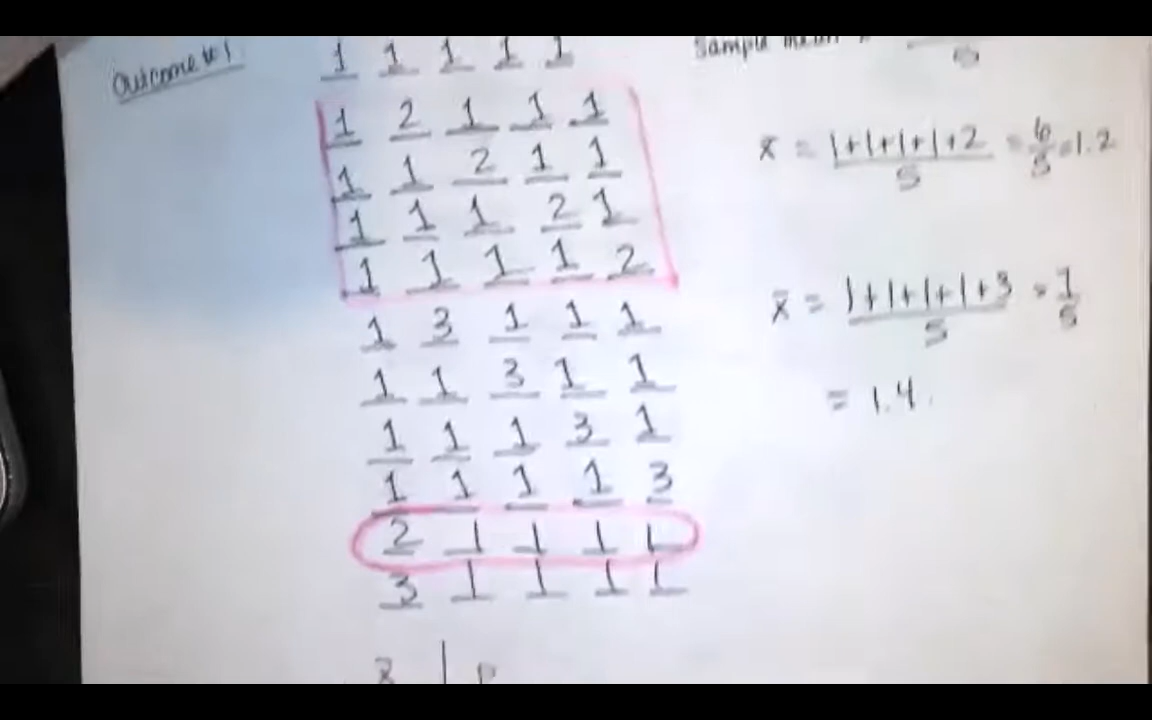 Outcome #1
1 1 1 1 1
Sample mean
5
1 2 1 1 1
1 1 2 1 1
1 1 1 2 1
1 1 1 1 2
1 3 1 1 1
1 1 3 1 1
1 1 1 3 1
1 1 1 1 3
2 1 1 1 1
3 1 1 1 1
x̄ = 1+1+1+1+2 / 5 = 6/5 = 1.2
x̄ = 1+1+1+1+3 / 5 = 7/5
= 1.4.
x̄ | p